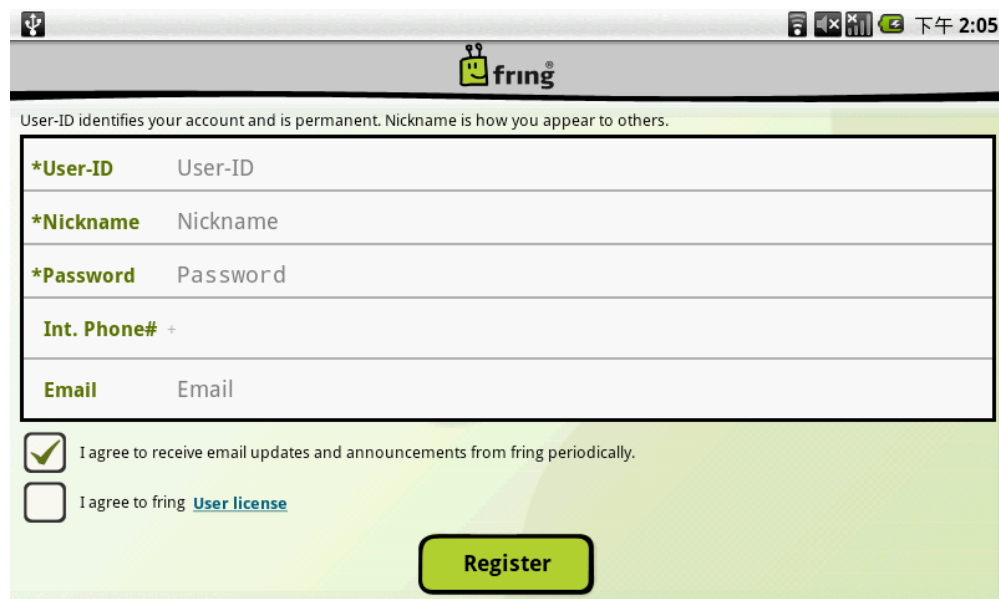 下午 2:05
fring®
User-ID identifies your account and is permanent. Nickname is how you appear to others.
*User-ID User-ID
*Nickname Nickname
*Password Password
Int. Phone# +
Email Email
I agree to receive email updates and announcements from fring periodically.
I agree to fring User license
Register